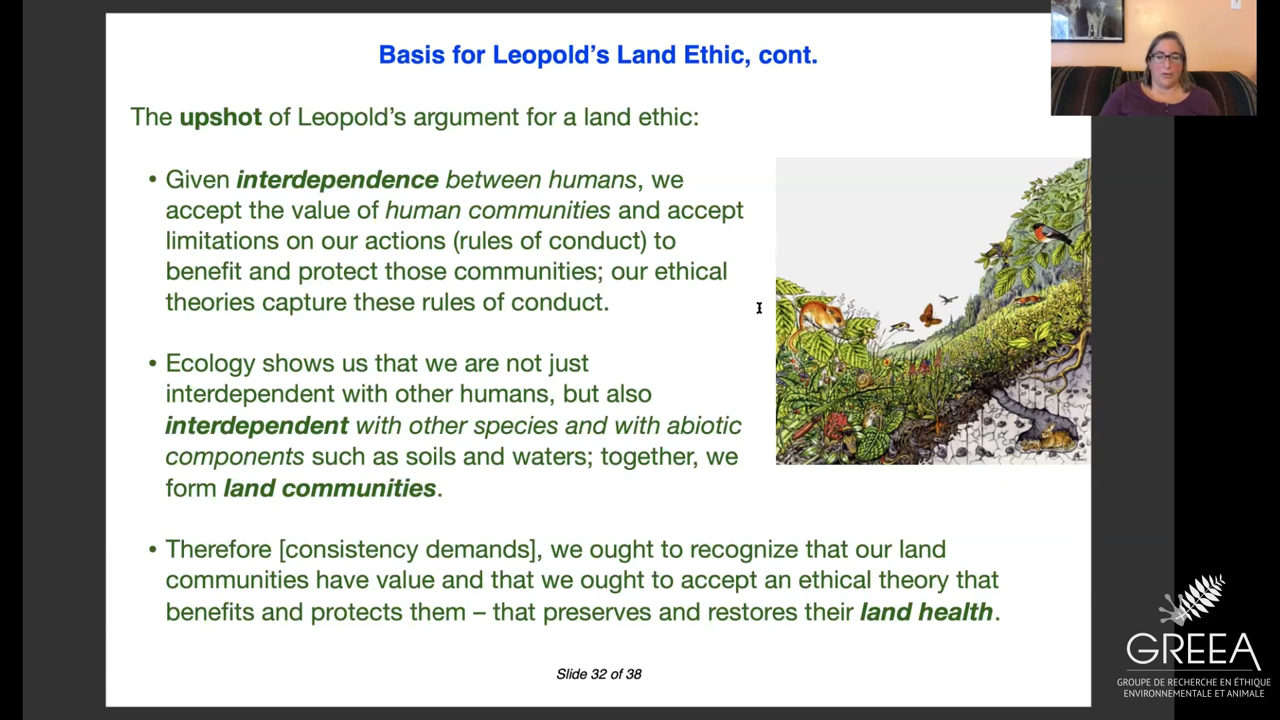 Basis for Leopold's Land Ethic, cont.
The upshot of Leopold's argument for a land ethic:
• Given interdependence between humans, we
accept the value of human communities and accept
limitations on our actions (rules of conduct) to
benefit and protect those communities; our ethical
theories capture these rules of conduct.
• Ecology shows us that we are not just
interdependent with other humans, but also
interdependent with other species and with abiotic
components such as soils and waters; together, we
form land communities.
• Therefore [consistency demands], we ought to recognize that our land
communities have value and that we ought to accept an ethical theory that
benefits and protects them – that preserves and restores their land health.
Slide 32 of 38
GREEA
GROUPE DE RECHERCHE EN ÉTHIQUE
ENVIRONNEMENTALE ET ANIMALE